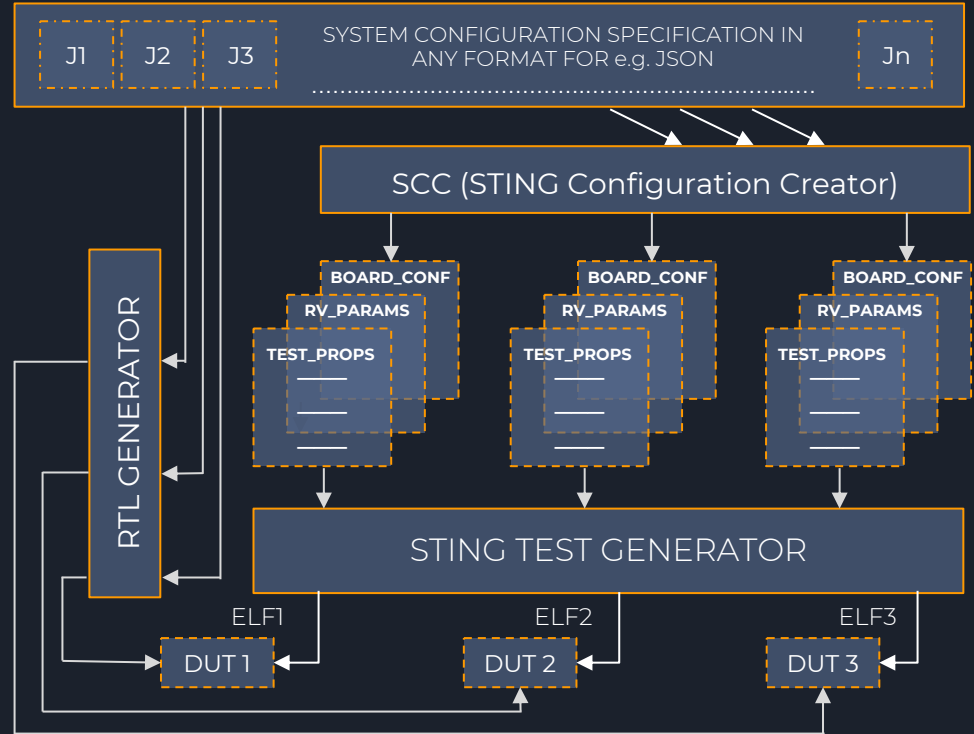 J1
J2
J3
SYSTEM CONFIGURATION SPECIFICATION IN
ANY FORMAT FOR e.g. JSON
Jn
SCC (STING Configuration Creator)
BOARD_CONF
RV_PARAMS
TEST_PROPS
BOARD_CONF
RV_PARAMS
TEST_PROPS
BOARD_CONF
RV_PARAMS
TEST_PROPS
RTL GENERATOR
STING TEST GENERATOR
ELF1
ELF2
ELF3
DUT 1
DUT 2
DUT 3